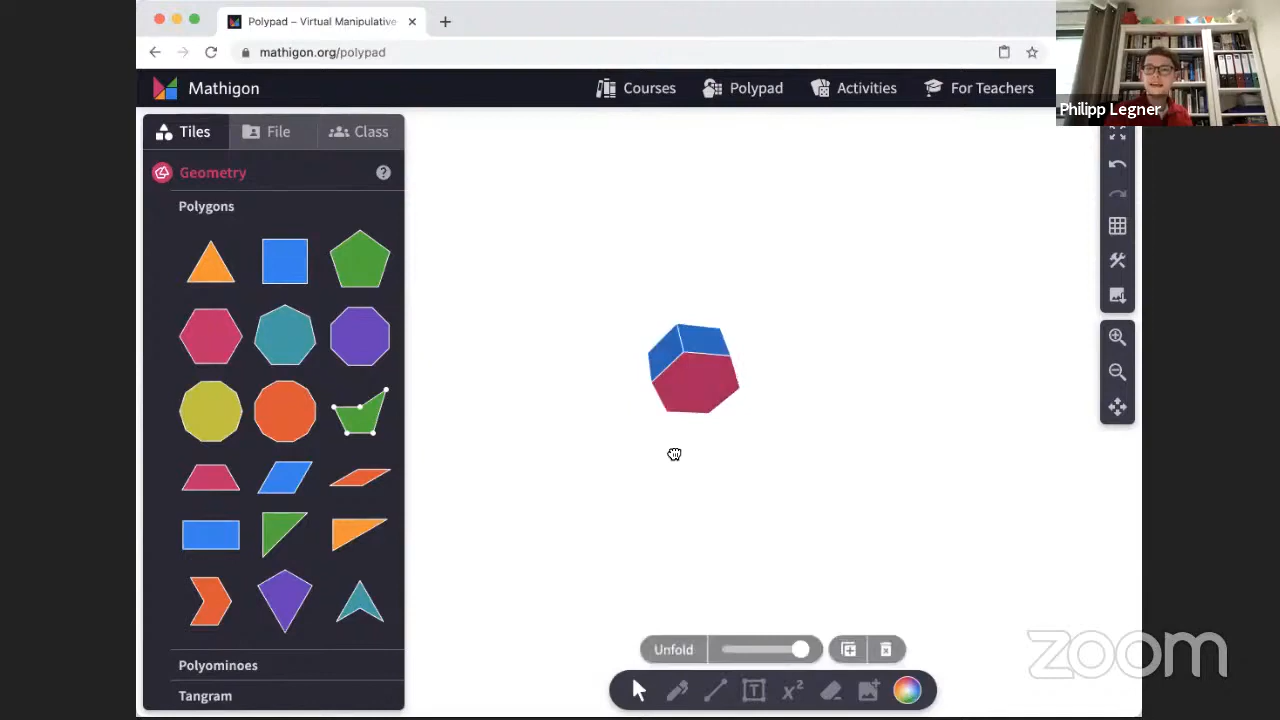 Polypad – Virtual Manipulative
mathigon.org/polypad
Mathigon
Courses
Polypad
Activities
For Teachers
Philipp Legner
Tiles
File
Class
Geometry
?
Polygons
Polyominoes
Tangram
Unfold
T
x²
zoom